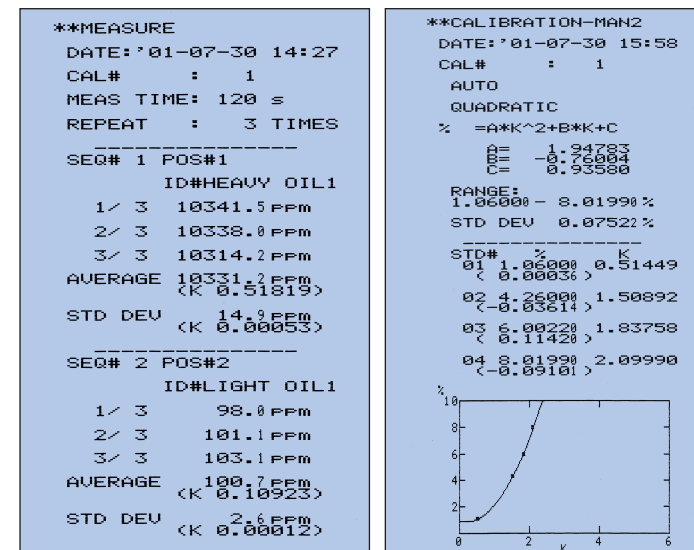 **MEASURE
DATE:'01-07-30 14:27
CAL# : 1
MEAS TIME: 120 s
REPEAT : 3 TIMES
SEQ# 1 POS#1
ID#HEAVY OIL1
1/ 3 10341.5 ppm
2/ 3 10338.0 ppm
3/ 3 10314.2 ppm
AVERAGE 10331.2 ppm
(K 0.51819)
STD DEV 14.9 ppm
(K 0.00053)
SEQ# 2 POS#2
ID#LIGHT OIL1
1/ 3 98.0 ppm
2/ 3 101.1 ppm
3/ 3 103.1 ppm
AVERAGE 100.7 ppm
(K 0.10923)
STD DEV 2.6 ppm
(K 0.00012)
**CALIBRATION-MAN2
DATE:'01-07-30 15:58
CAL# : 1
AUTO
QUADRATIC
% =A*K^2+B*K+C
A= 1.94783
B= -0.76004
C= 0.93580
RANGE:
1.06000- 8.01990%
STD DEV 0.07522%
STD# % K
01 1.06000 0.51449
( 0.00036 )
02 4.26000 1.50892
(-0.03614 )
03 6.00220 1.83758
( 0.11420 )
04 8.01990 2.09990
(-0.09101 )
%
10
8
6
4
2
0 2 4 6
K